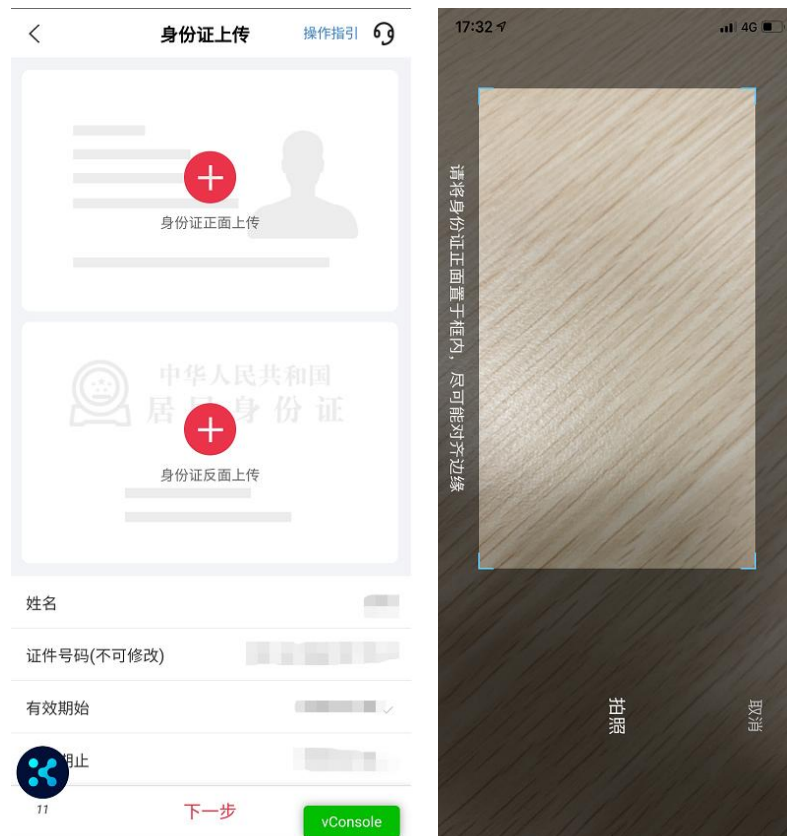 身份证上传
操作指引
身份证正面上传
中华人民共和国
居民身份证
身份证反面上传
姓名
证件号码(不可修改)
有效期始
期止
11
下一步
vConsole
17:32
4G
请将身份证正面置于框内，尽可能对齐边缘
拍照
取消